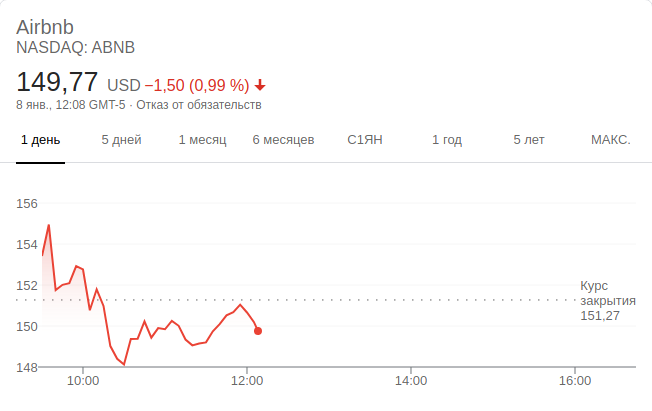 Airbnb
NASDAQ: ABNB
149,77 USD −1,50 (0,99 %)
8 янв., 12:08 GMT-5 · Отказ от обязательств
1 день 5 дней 1 месяц 6 месяцев С1ЯН 1 год 5 лет МАКС.
156
154
152
150
148
Курс
закрытия
151,27
10:00 12:00 14:00 16:00